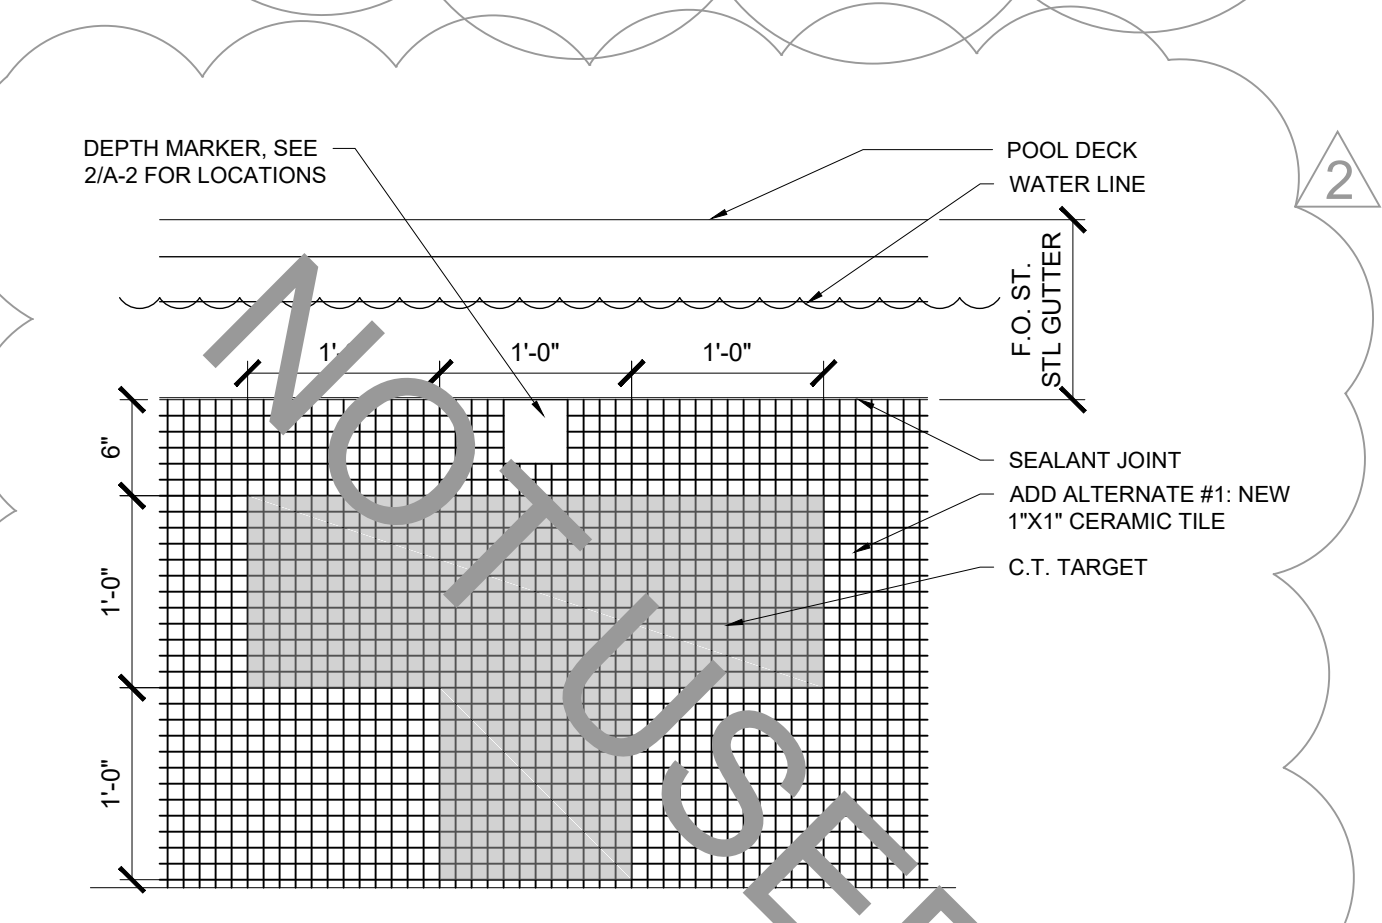 DEPTH MARKER, SEE
2/A-2 FOR LOCATIONS
POOL DECK
WATER LINE
2
F.O. ST.
STL GUTTER
1'-0"
1'-0"
6"
1'-0"
1'-0"
SEALANT JOINT
ADD ALTERNATE #1: NEW
1"X1" CERAMIC TILE
C.T. TARGET
NOT USE